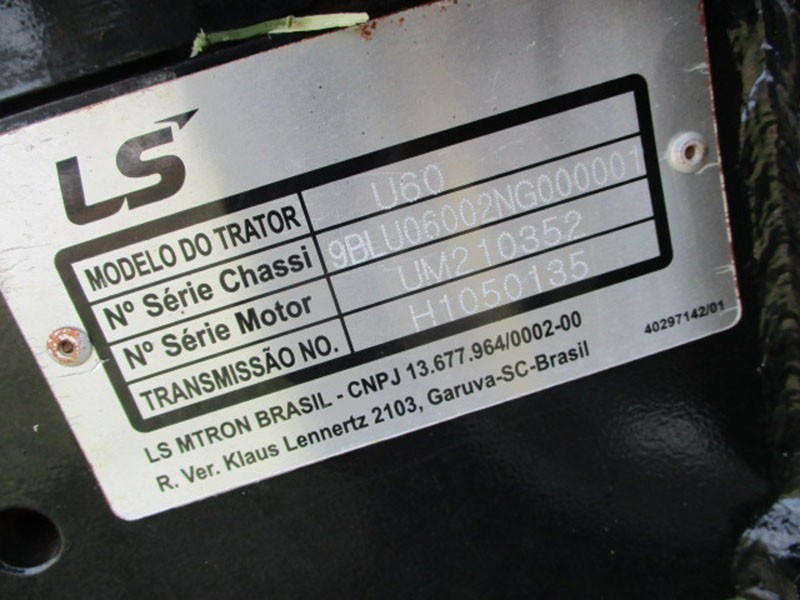 LS
MODELO DO TRATOR U60
Nº Série Chassi 9BLU06002NG000001
Nº Série Motor UM210352
TRANSMISSÃO NO. H1050135
LS MTRON BRASIL - CNPJ 13.677.964/0002-00
R. Ver. Klaus Lennertz 2103, Garuva-SC-Brasil
40297142/01